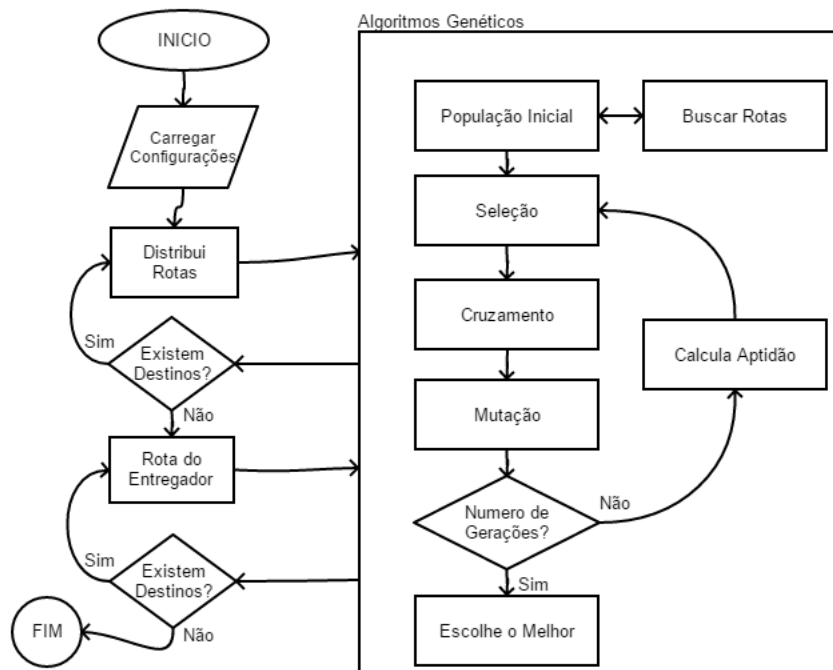 Algoritmos Genéticos
INICIO
Carregar
Configurações
Distribui
Rotas
Sim
Existem
Destinos?
Não
Rota do
Entregador
Sim
Existem
Destinos?
Não
FIM
População Inicial
Buscar Rotas
Seleção
Cruzamento
Calcula Aptidão
Mutação
Numero de
Gerações?
Não
Sim
Escolhe o Melhor